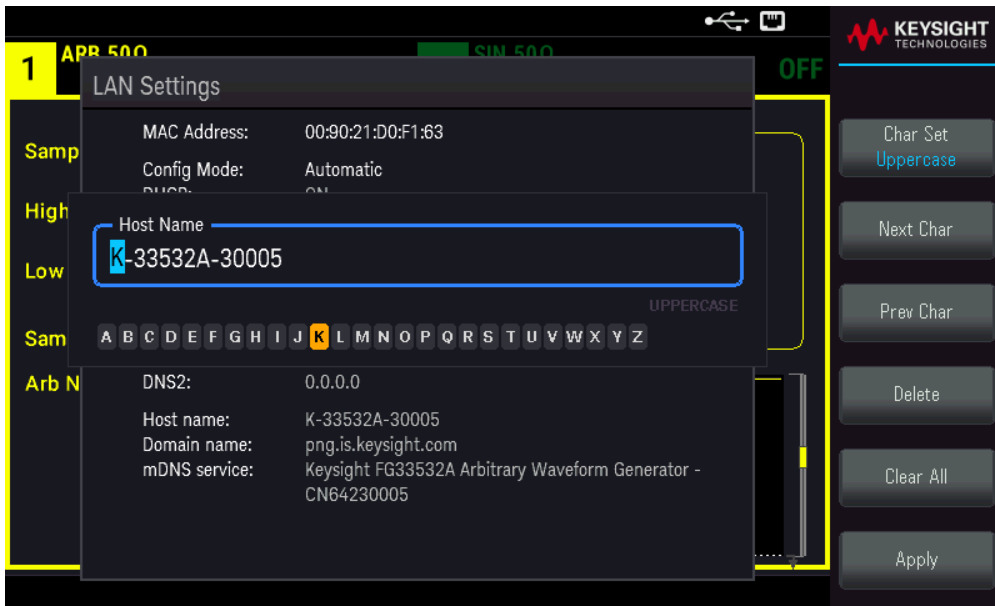 KEYSIGHT
TECHNOLOGIES
1
ARB 50Ω
SIN 50Ω
OFF
LAN Settings
MAC Address: 00:90:21:D0:F1:63
Samp
Config Mode: Automatic
DHCP: ON
High
Host Name
K-33532A-30005
Low
UPPERCASE
A B C D E F G H I J K L M N O P Q R S T U V W X Y Z
Sam
Arb N
DNS2: 0.0.0.0
Host name: K-33532A-30005
Domain name: png.is.keysight.com
mDNS service: Keysight FG33532A Arbitrary Waveform Generator -
CN64230005
Char Set
Uppercase
Next Char
Prev Char
Delete
Clear All
Apply